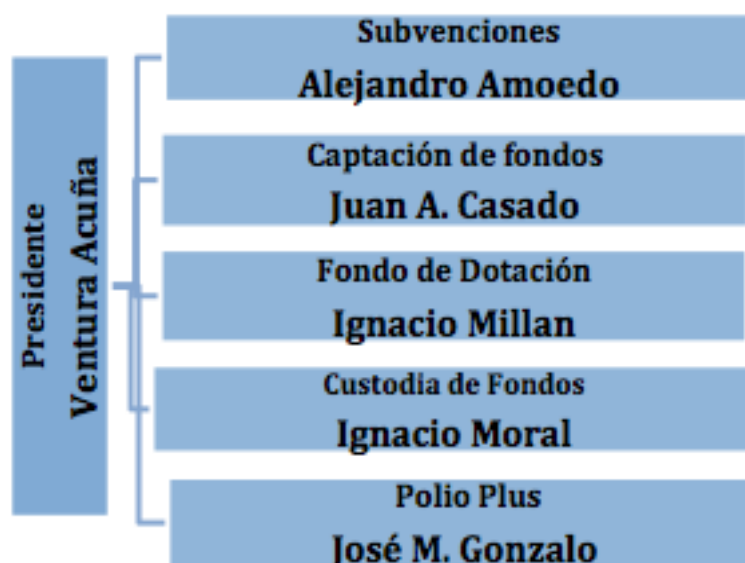 Presidente
Ventura Acuña
Subvenciones
Alejandro Amoedo
Captación de fondos
Juan A. Casado
Fondo de Dotación
Ignacio Millan
Custodia de Fondos
Ignacio Moral
Polio Plus
José M. Gonzalo